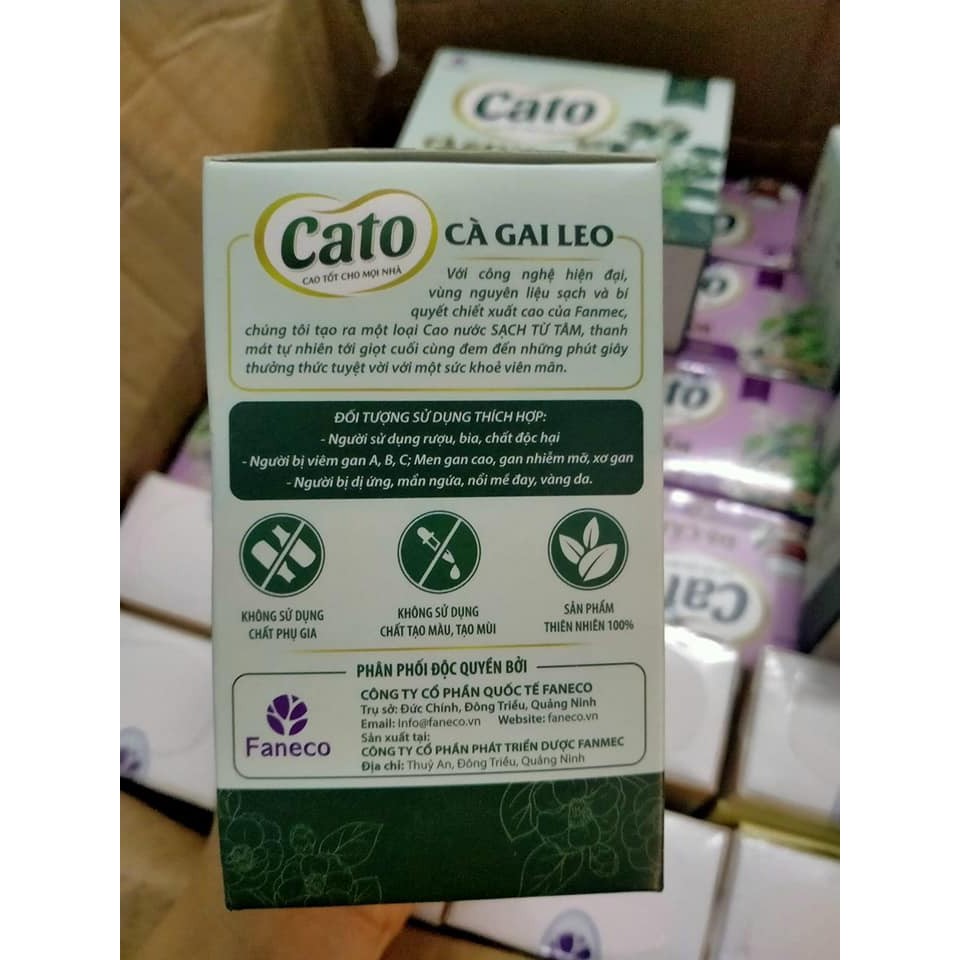 Cato
Cato
CAO TỐT CHO MỌI NHÀ
CÀ GAI LEO
Với công nghệ hiện đại,
vùng nguyên liệu sạch và bí
quyết chiết xuất cao của Fanmec,
chúng tôi tạo ra một loại Cao nước SẠCH TỪ TÂM, thanh
mát tự nhiên tới giọt cuối cùng đem đến những phút giây
thưởng thức tuyệt vời với một sức khoẻ viên mãn.
ĐỐI TƯỢNG SỬ DỤNG THÍCH HỢP:
- Người sử dụng rượu, bia, chất độc hại
- Người bị viêm gan A, B, C; Men gan cao, gan nhiễm mỡ, xơ gan
- Người bị dị ứng, mẩn ngứa, nổi mề đay, vàng da.
KHÔNG SỬ DỤNG
CHẤT PHỤ GIA
KHÔNG SỬ DỤNG
CHẤT TẠO MÀU, TẠO MÙI
SẢN PHẨM
THIÊN NHIÊN 100%
PHÂN PHỐI ĐỘC QUYỀN BỞI
Faneco
CÔNG TY CỔ PHẦN QUỐC TẾ FANECO
Trụ sở: Đức Chính, Đông Triều, Quảng Ninh
Email: Info@faneco.vn Website: faneco.vn
Sản xuất tại:
CÔNG TY CỔ PHẦN PHÁT TRIỂN DƯỢC FANMEC
Địa chỉ: Thuỷ An, Đông Triều, Quảng Ninh